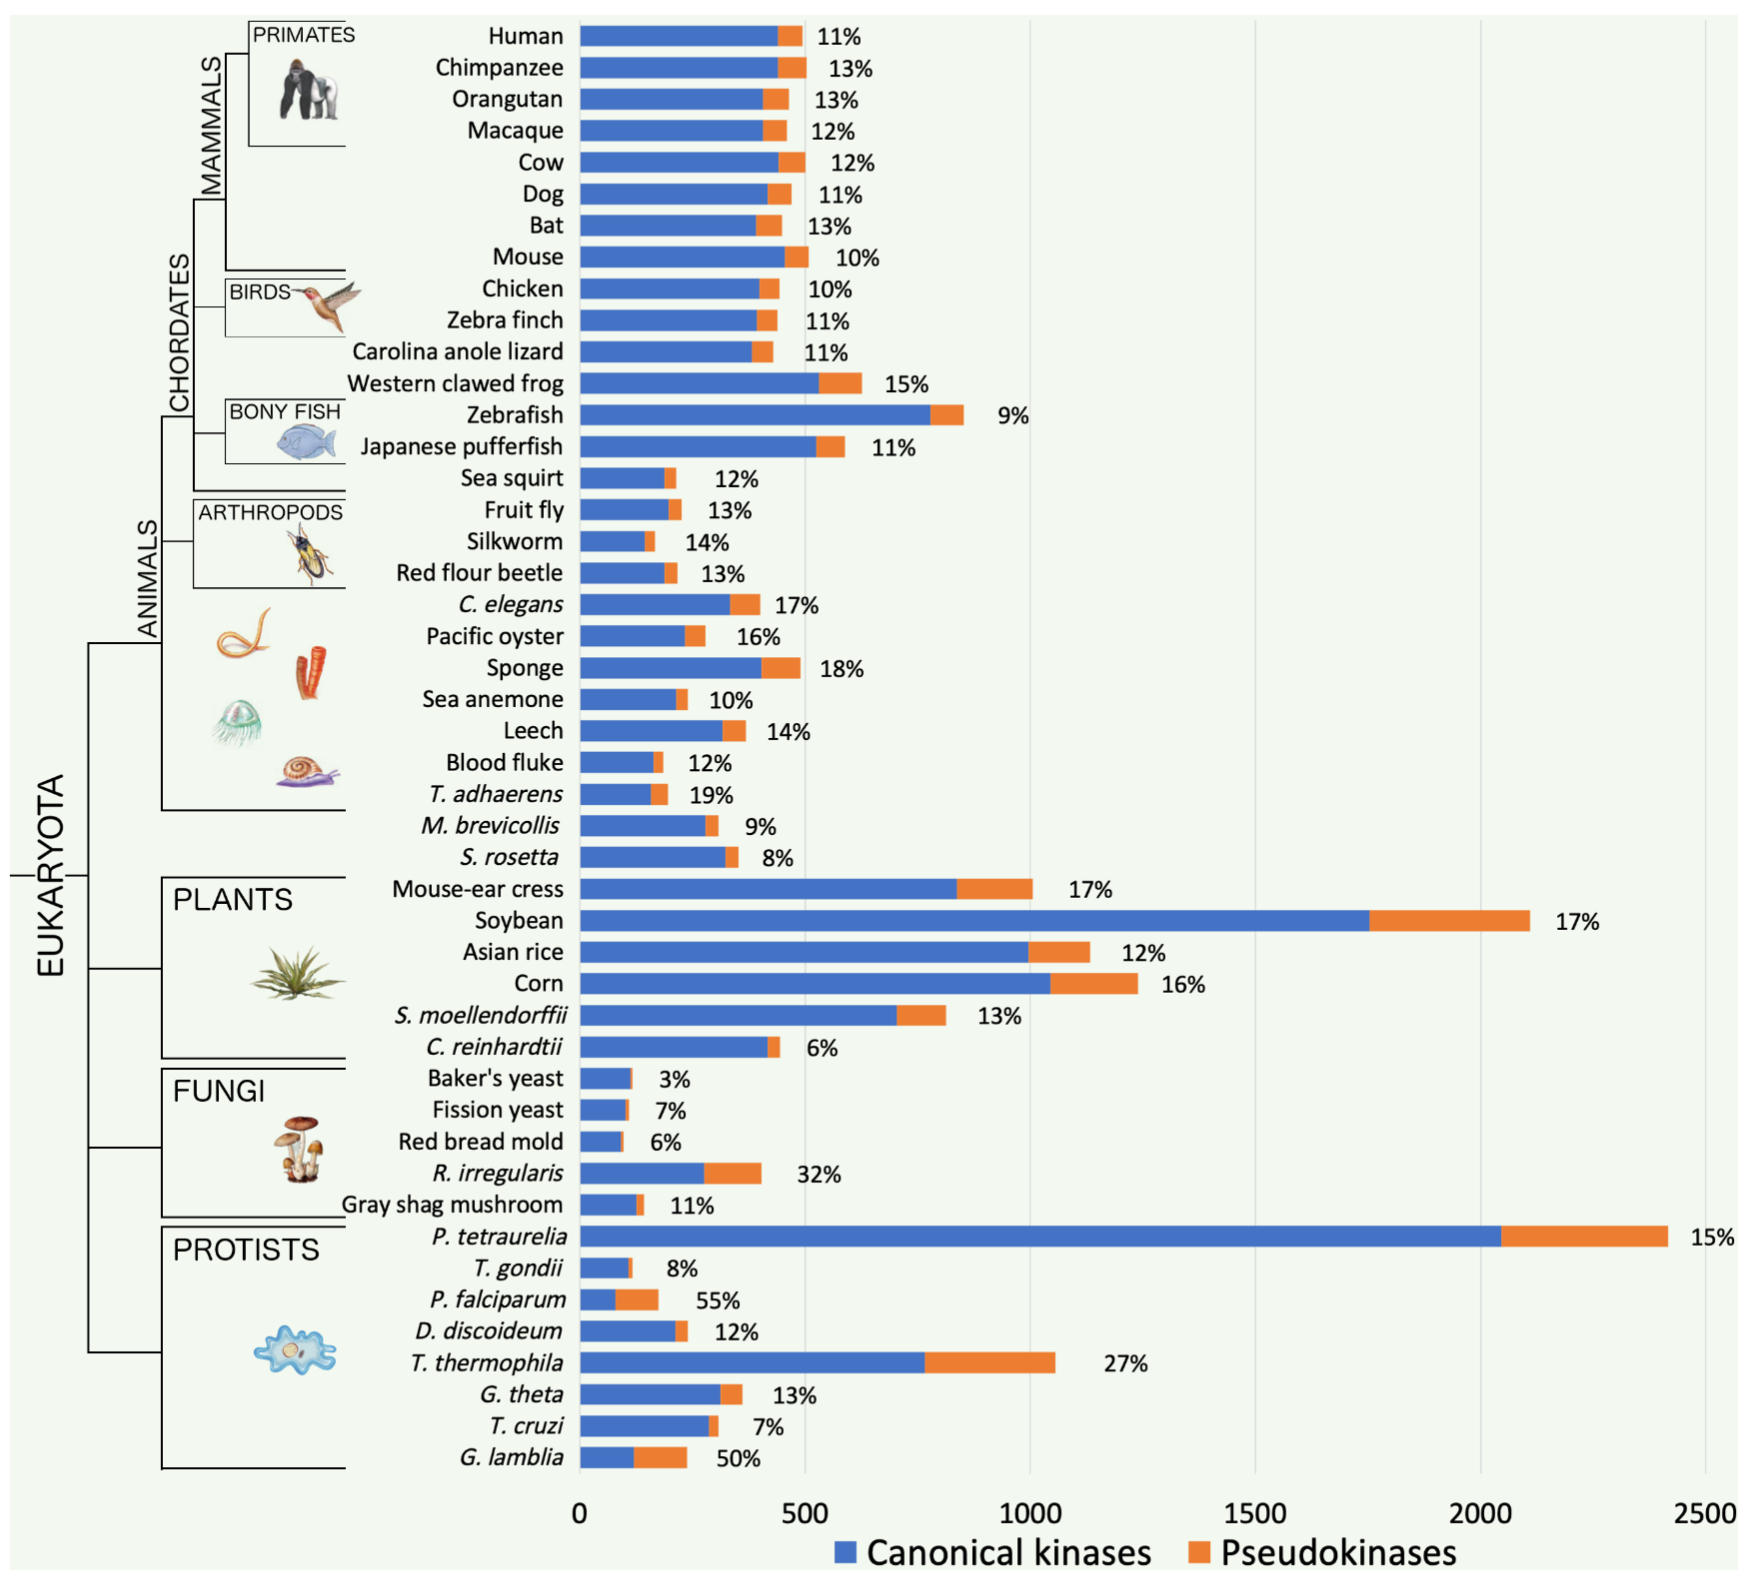 PRIMATES
MAMMALS
BIRDS
CHORDATES
BONY FISH
ARTHROPODS
ANIMALS
EUKARYOTA
PLANTS
FUNGI
PROTISTS
Human 11%
Chimpanzee 13%
Orangutan 13%
Macaque 12%
Cow 12%
Dog 11%
Bat 13%
Mouse 10%
Chicken 10%
Zebra finch 11%
Carolina anole lizard 11%
Western clawed frog 15%
Zebrafish 9%
Japanese pufferfish 11%
Sea squirt 12%
Fruit fly 13%
Silkworm 14%
Red flour beetle 13%
C. elegans 17%
Pacific oyster 16%
Sponge 18%
Sea anemone 10%
Leech 14%
Blood fluke 12%
T. adhaerens 19%
M. brevicollis 9%
S. rosetta 8%
Mouse-ear cress 17%
Soybean 17%
Asian rice 12%
Corn 16%
S. moellendorffii 13%
C. reinhardtii 6%
Baker's yeast 3%
Fission yeast 7%
Red bread mold 6%
R. irregularis 32%
Gray shag mushroom 11%
P. tetraurelia 15%
T. gondii 8%
P. falciparum 55%
D. discoideum 12%
T. thermophila 27%
G. theta 13%
T. cruzi 7%
G. lamblia 50%
0 500 1000 1500 2000 2500
Canonical kinases Pseudokinases